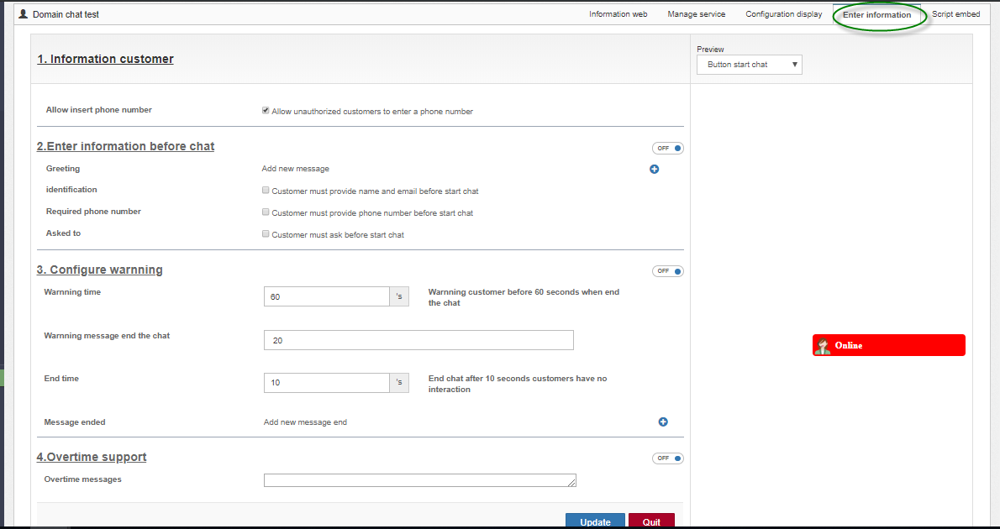 Domain chat test
Information web
Manage service
Configuration display
Enter information
Script embed
1. Information customer
Preview
Button start chat
Allow insert phone number
Allow unauthorized customers to enter a phone number
2.Enter information before chat
OFF
Greeting
Add new message
identification
Customer must provide name and email before start chat
Required phone number
Customer must provide phone number before start chat
Asked to
Customer must ask before start chat
3. Configure warnning
OFF
Warnning time
60
's
Warnning customer before 60 seconds when end
the chat
Warnning message end the chat
20
Online
End time
10
's
End chat after 10 seconds customers have no
interaction
Message ended
Add new message end
4.Overtime support
OFF
Overtime messages
Update
Quit